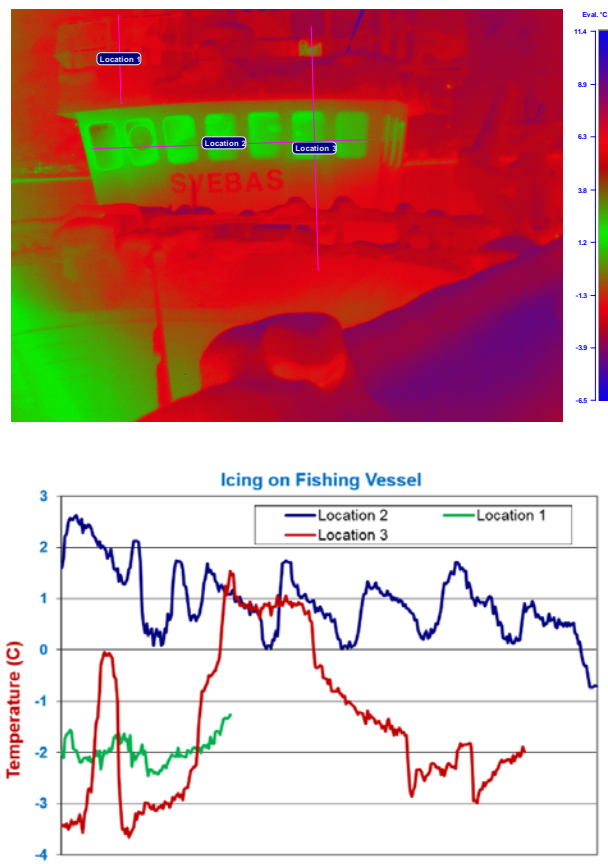 Eval. °C
11.4
Location 1
8.9
6.3
Location 2
Location 3
3.8
SVEBAS
1.2
-1.3
-3.9
-6.5
Icing on Fishing Vessel
3
Location 2
Location 1
Location 3
2
1
0
-1
-2
-3
-4
Temperature (C)